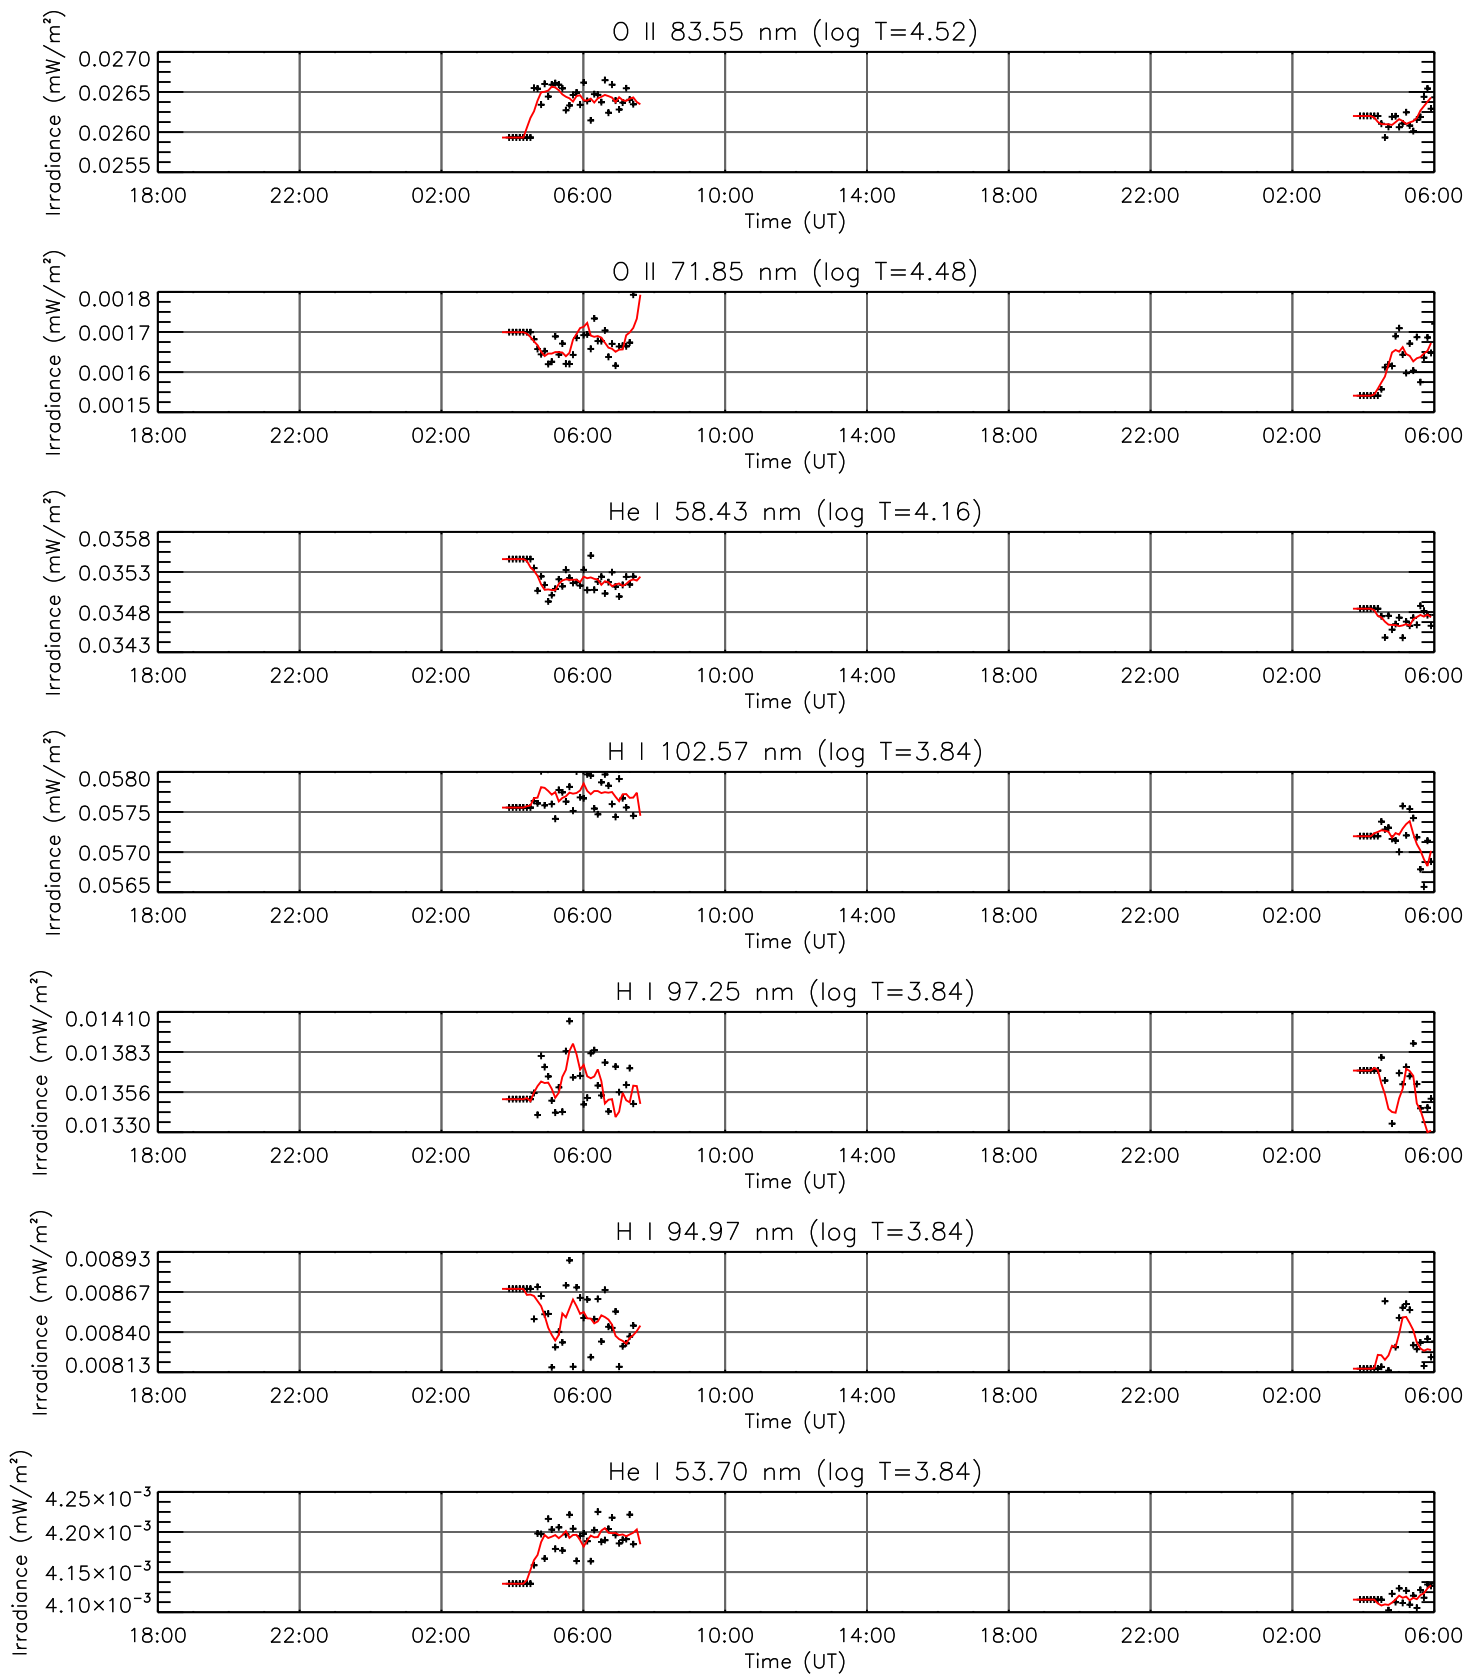 O II 83.55 nm (log T=4.52)
Irradiance (mW/m²)
0.0270
0.0265
0.0260
0.0255
18:00 22:00 02:00 06:00 10:00 14:00 18:00 22:00 02:00 06:00
Time (UT)
O II 71.85 nm (log T=4.48)
Irradiance (mW/m²)
0.0018
0.0017
0.0016
0.0015
18:00 22:00 02:00 06:00 10:00 14:00 18:00 22:00 02:00 06:00
Time (UT)
He I 58.43 nm (log T=4.16)
Irradiance (mW/m²)
0.0358
0.0353
0.0348
0.0343
18:00 22:00 02:00 06:00 10:00 14:00 18:00 22:00 02:00 06:00
Time (UT)
H I 102.57 nm (log T=3.84)
Irradiance (mW/m²)
0.0580
0.0575
0.0570
0.0565
18:00 22:00 02:00 06:00 10:00 14:00 18:00 22:00 02:00 06:00
Time (UT)
H I 97.25 nm (log T=3.84)
Irradiance (mW/m²)
0.01410
0.01383
0.01356
0.01330
18:00 22:00 02:00 06:00 10:00 14:00 18:00 22:00 02:00 06:00
Time (UT)
H I 94.97 nm (log T=3.84)
Irradiance (mW/m²)
0.00893
0.00867
0.00840
0.00813
18:00 22:00 02:00 06:00 10:00 14:00 18:00 22:00 02:00 06:00
Time (UT)
He I 53.70 nm (log T=3.84)
Irradiance (mW/m²)
4.25×10⁻³
4.20×10⁻³
4.15×10⁻³
4.10×10⁻³
18:00 22:00 02:00 06:00 10:00 14:00 18:00 22:00 02:00 06:00
Time (UT)